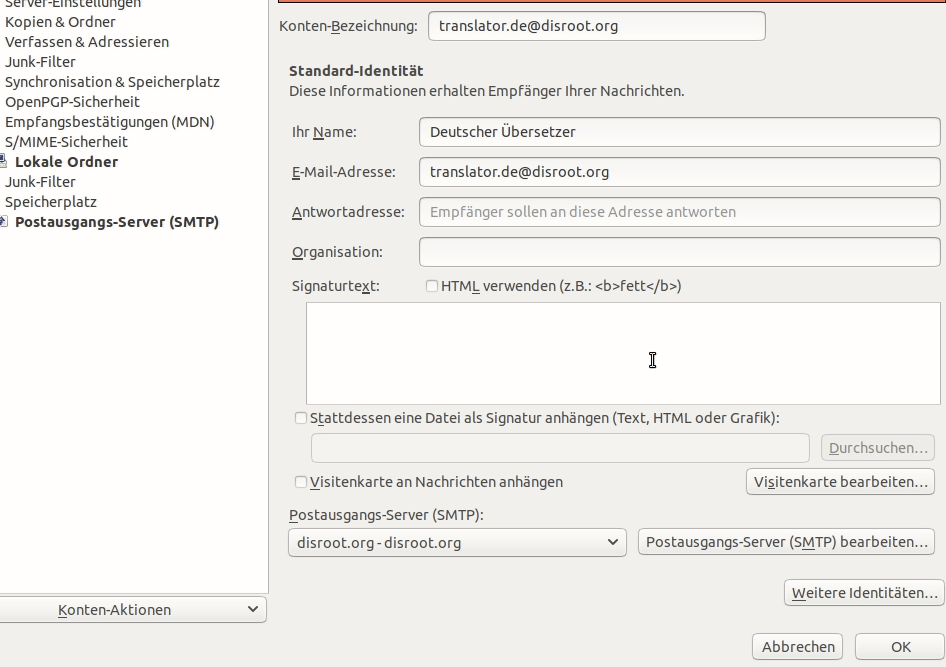 Server-Einstellungen
Kopien & Ordner
Verfassen & Adressieren
Junk-Filter
Synchronisation & Speicherplatz
OpenPGP-Sicherheit
Empfangsbestätigungen (MDN)
S/MIME-Sicherheit
Lokale Ordner
Junk-Filter
Speicherplatz
Postausgangs-Server (SMTP)
Konten-Aktionen
Konten-Bezeichnung: translator.de@disroot.org
Standard-Identität
Diese Informationen erhalten Empfänger Ihrer Nachrichten.
Ihr Name: Deutscher Übersetzer
E-Mail-Adresse: translator.de@disroot.org
Antwortadresse: Empfänger sollen an diese Adresse antworten
Organisation:
Signaturtext: HTML verwenden (z.B.: <b>fett</b>)
Stattdessen eine Datei als Signatur anhängen (Text, HTML oder Grafik):
Durchsuchen...
Visitenkarte an Nachrichten anhängen Visitenkarte bearbeiten...
Postausgangs-Server (SMTP):
disroot.org - disroot.org Postausgangs-Server (SMTP) bearbeiten...
Weitere Identitäten...
Abbrechen OK